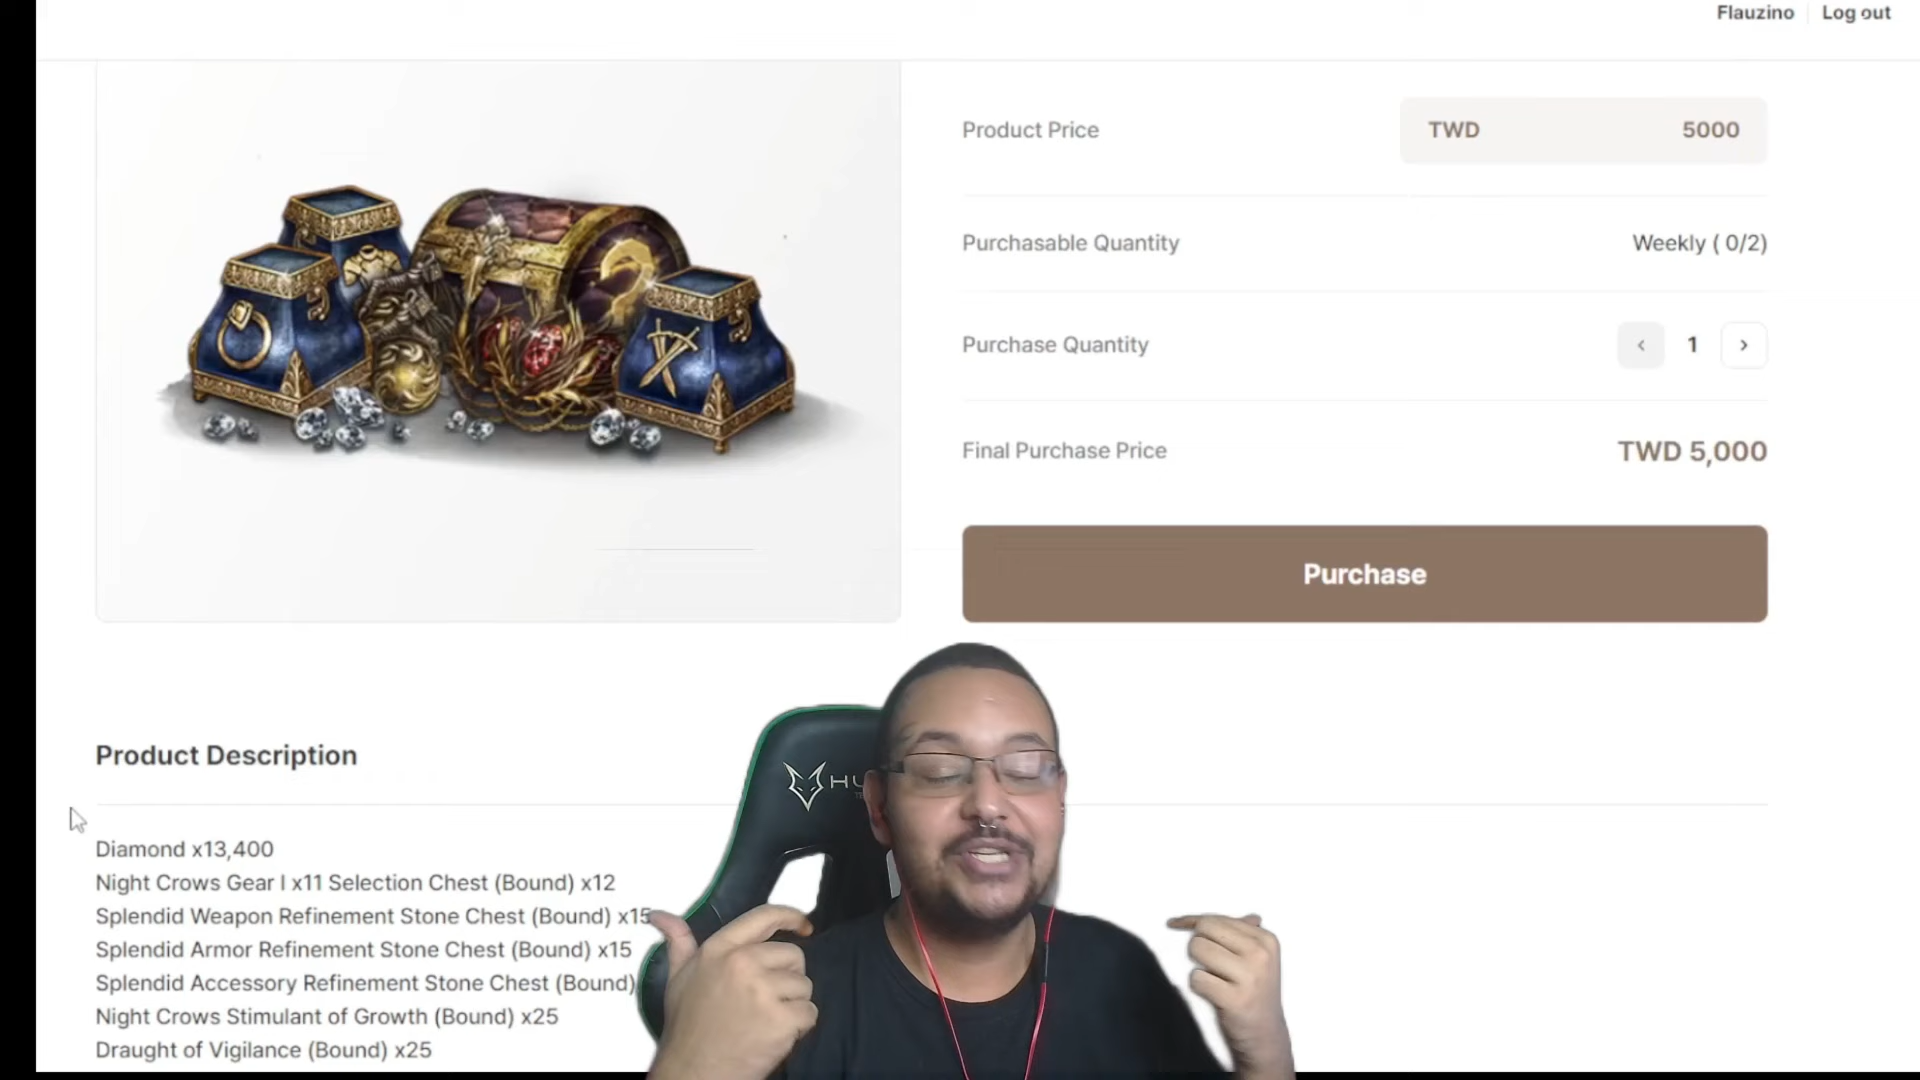 Flauzino
Log out
Product Price
TWD 5000
Purchasable Quantity
Weekly ( 0/2)
Purchase Quantity
‹ 1 ›
Final Purchase Price
TWD 5,000
Purchase
Product Description
Diamond x13,400
Night Crows Gear I x11 Selection Chest (Bound) x12
Splendid Weapon Refinement Stone Chest (Bound) x15
Splendid Armor Refinement Stone Chest (Bound) x15
Splendid Accessory Refinement Stone Chest (Bound)
Night Crows Stimulant of Growth (Bound) x25
Draught of Vigilance (Bound) x25